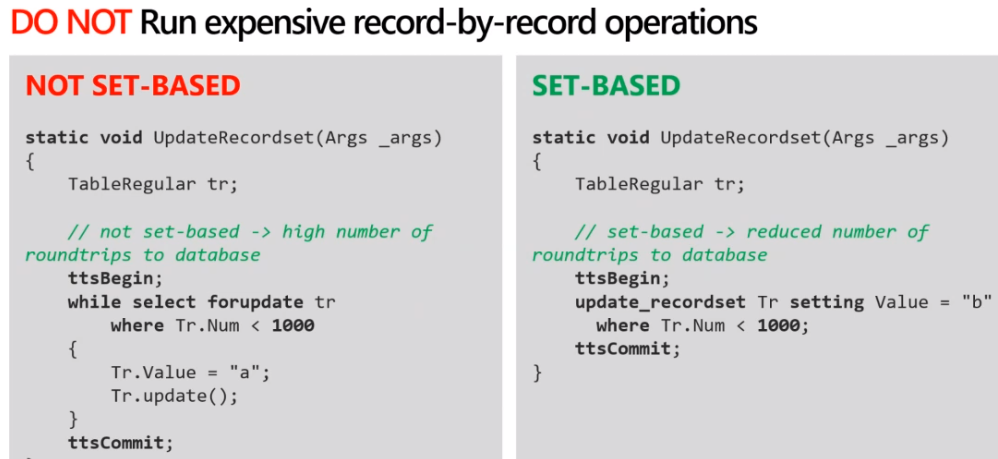 DO NOT Run expensive record-by-record operations
NOT SET-BASED
static void UpdateRecordset(Args _args)
{
    TableRegular tr;
    // not set-based -> high number of
roundtrips to database
    ttsBegin;
    while select forupdate tr
        where Tr.Num < 1000
    {
        Tr.Value = "a";
        Tr.update();
    }
    ttsCommit;
SET-BASED
static void UpdateRecordset(Args _args)
{
    TableRegular tr;
    // set-based -> reduced number of
roundtrips to database
    ttsBegin;
    update_recordset Tr setting Value = "b"
      where Tr.Num < 1000;
    ttsCommit;
}